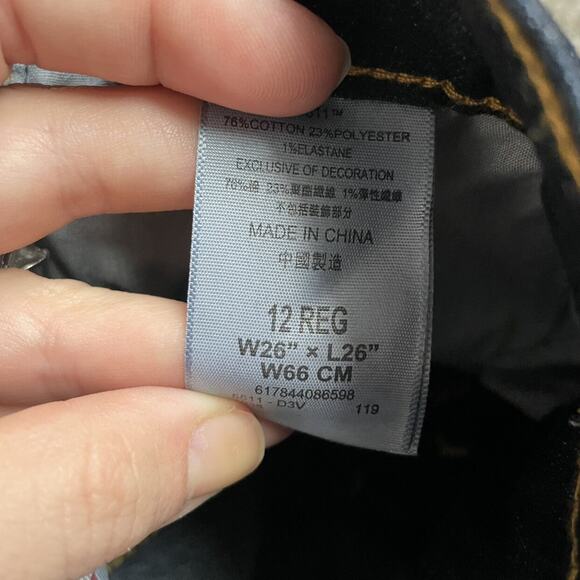 611™
76%COTTON 23%POLYESTER
1%ELASTANE
EXCLUSIVE OF DECORATION
76%棉 23%聚酯纖維 1%彈性纖維
不包括裝飾部分
MADE IN CHINA
中國製造
12 REG
W26" × L26"
W66 CM
617844086598
5611 - D3V
119